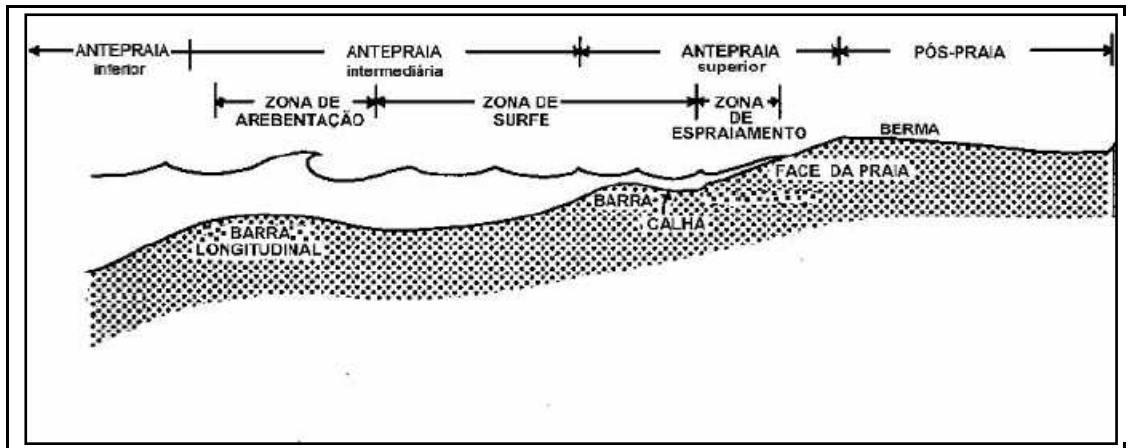 ANTEPRAIA
inferior
ANTEPRAIA
intermediária
ANTEPRAIA
superior
PÓS-PRAIA
ZONA DE
AREBENTAÇÃO
ZONA DE
SURFE
ZONA
DE
ESPRAIAMENTO
BERMA
FACE DA PRAIA
BARRA
CALHA
BARRA
LONGITUDINAL